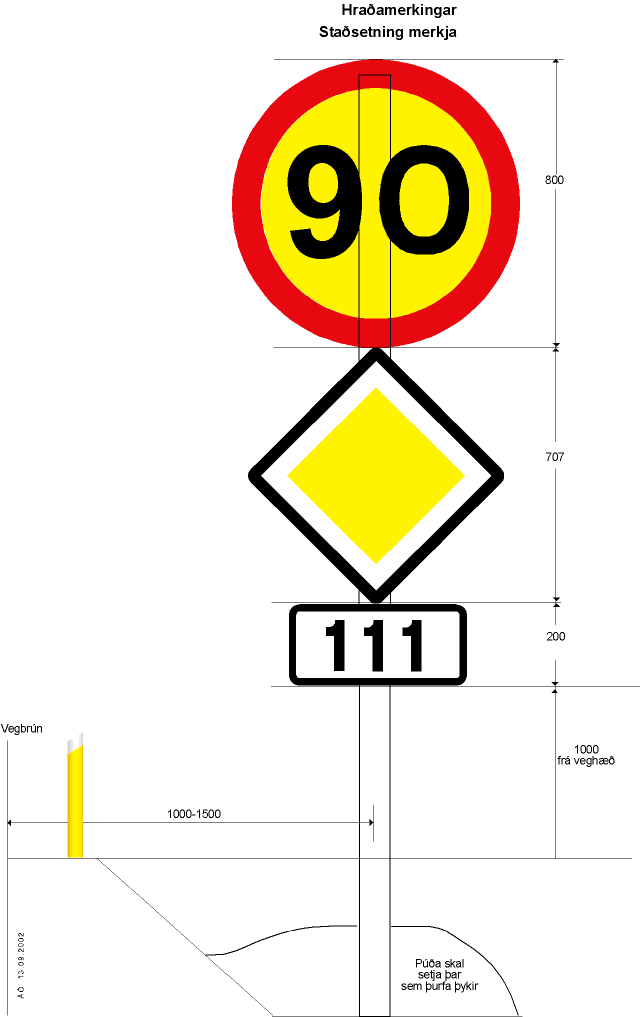 Hraðamerkingar
Staðsetning merkja
90
800
707
111
200
Vegbrún
1000
frá veghæð
1000-1500
Púða skal
setja þar
sem þurfa þykir
ÁÓ 13.09.2002